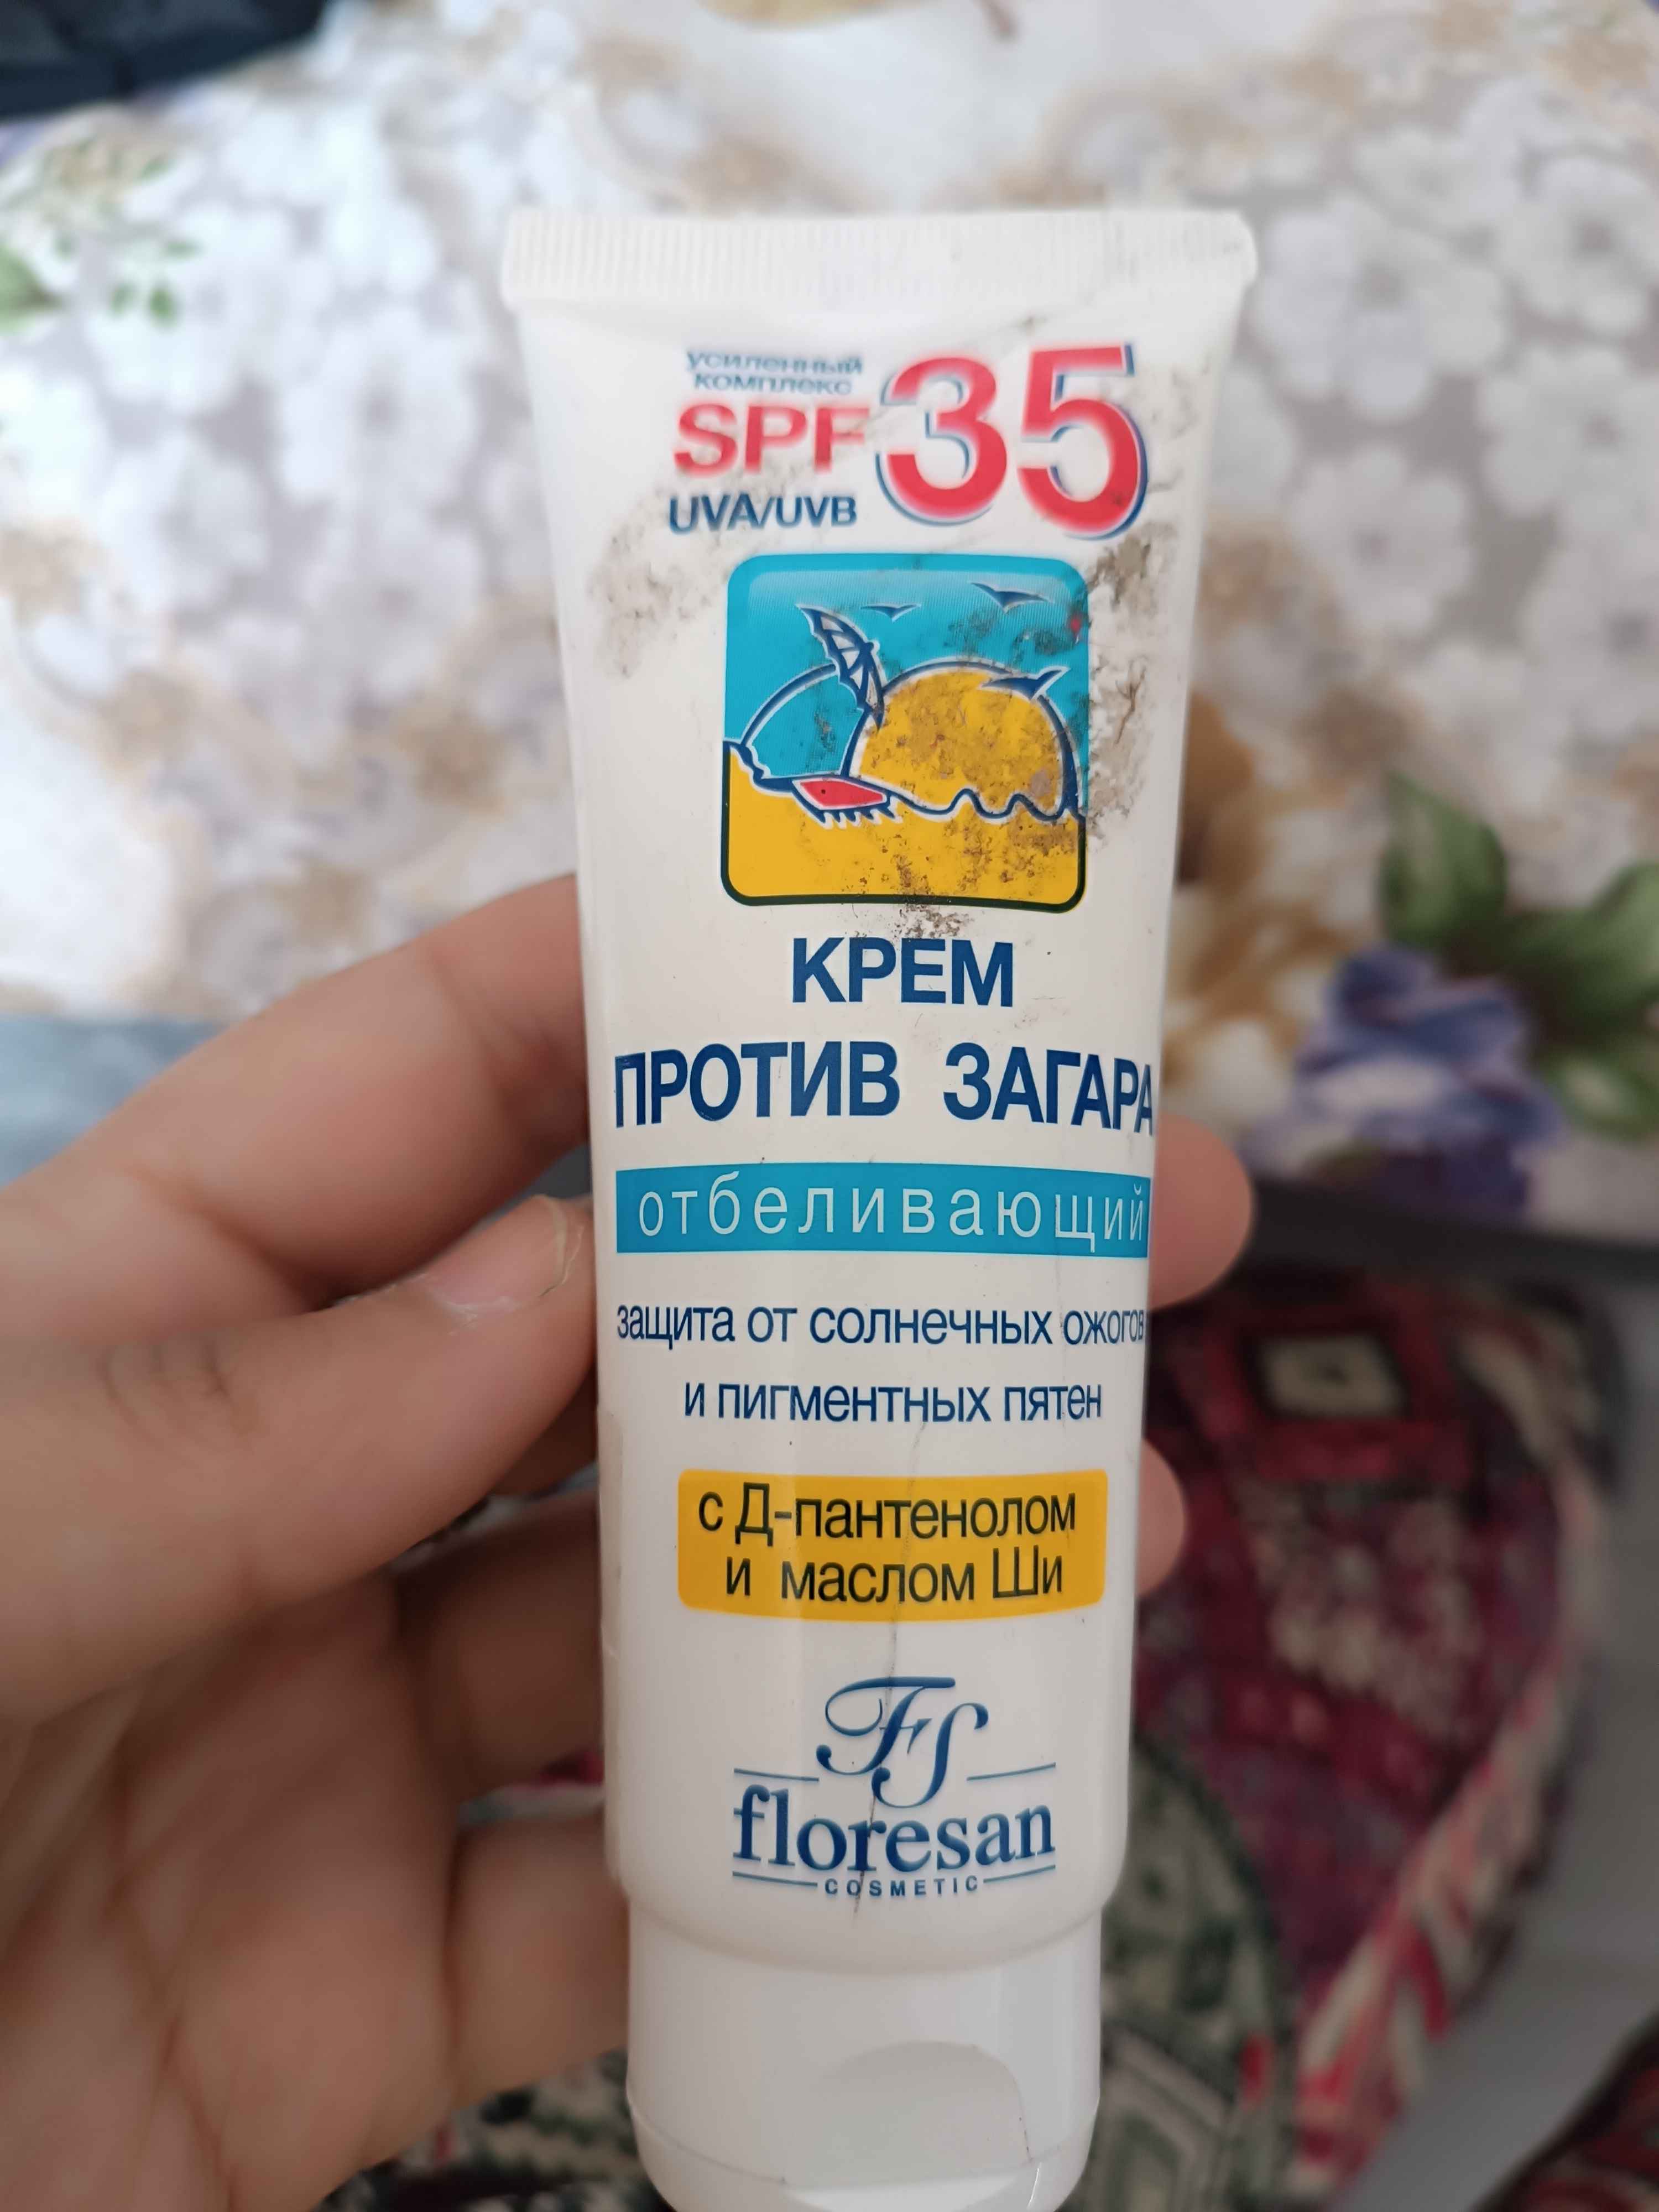 усиленный
комплекс
SPF 35
UVA/UVB
КРЕМ
ПРОТИВ ЗАГАРА
отбеливающий
защита от солнечных ожогов
и пигментных пятен
с Д-пантенолом
и маслом Ши
FS
floresan
COSMETIC